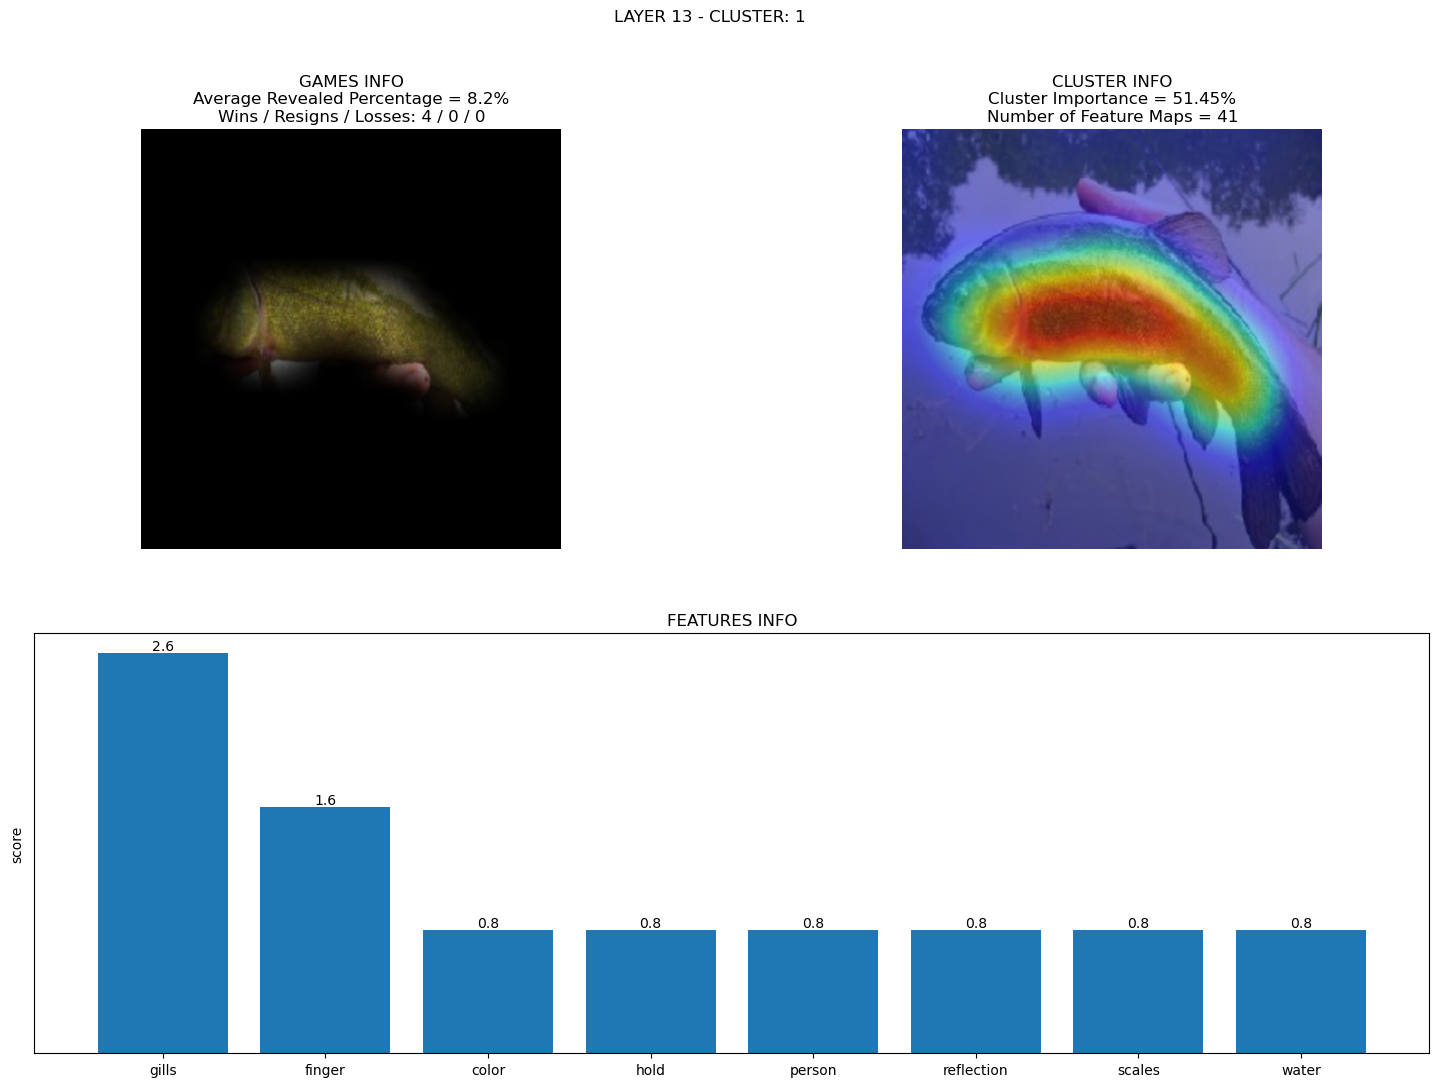 LAYER 13 - CLUSTER: 1
GAMES INFO
Average Revealed Percentage = 8.2%
Wins / Resigns / Losses: 4 / 0 / 0
CLUSTER INFO
Cluster Importance = 51.45%
Number of Feature Maps = 41
FEATURES INFO
score
2.6
1.6
0.8
0.8
0.8
0.8
0.8
0.8
gills
finger
color
hold
person
reflection
scales
water